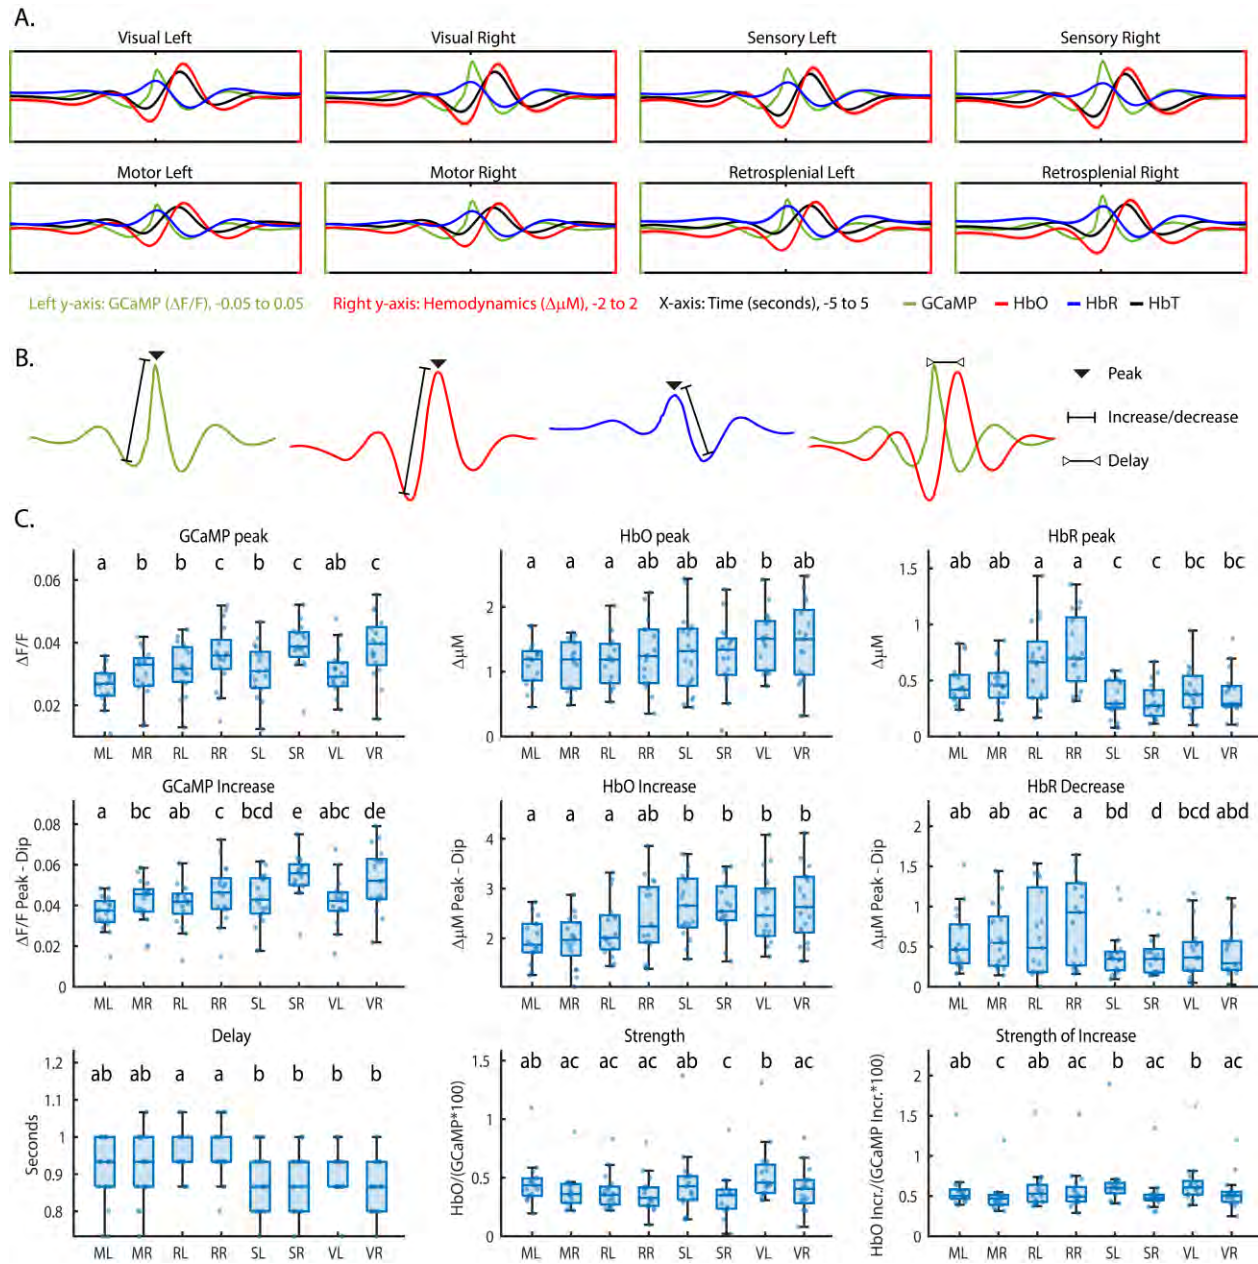 A.
Visual Left Visual Right Sensory Left Sensory Right
Motor Left Motor Right Retrosplenial Left Retrosplenial Right
Left y-axis: GCaMP (ΔF/F), -0.05 to 0.05 Right y-axis: Hemodynamics (ΔμM), -2 to 2 X-axis: Time (seconds), -5 to 5 GCaMP HbO HbR HbT
B.
Peak
Increase/decrease
Delay
C.
GCaMP peak
a b b c b c ab c
0.06
0.04
0.02
ΔF/F
ML MR RL RR SL SR VL VR
HbO peak
a a a ab ab ab b ab
2
1
0
ΔμM
ML MR RL RR SL SR VL VR
HbR peak
ab ab a a c c bc bc
1.5
1
0.5
0
ΔμM
ML MR RL RR SL SR VL VR
GCaMP Increase
a bc ab c bcd e abc de
0.08
0.06
0.04
0.02
0
ΔF/F Peak - Dip
ML MR RL RR SL SR VL VR
HbO Increase
a a a ab b b b b
4
3
2
0
ΔμM Peak - Dip
ML MR RL RR SL SR VL VR
HbR Decrease
ab ab ac a bd d bcd abd
2
1.5
1
0.5
0
ΔμM Peak - Dip
ML MR RL RR SL SR VL VR
Delay
ab ab a a b b b b
1.2
1.1
1
0.9
0.8
Seconds
ML MR RL RR SL SR VL VR
Strength
ab ac ac ac ab c b ac
1.5
1
0.5
0
HbO/(GCaMP*100)
ML MR RL RR SL SR VL VR
Strength of Increase
ab c ab ac b ac b ac
2
1.5
1
0.5
0
HbO Incr./(GCaMP Incr.*100)
ML MR RL RR SL SR VL VR